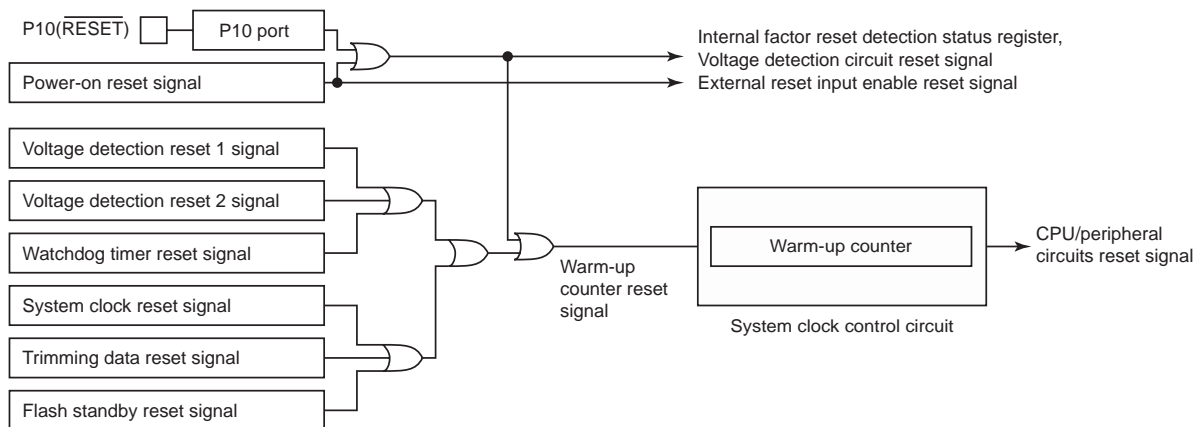 P10(RESET)
P10 port
Internal factor reset detection status register,
Voltage detection circuit reset signal
Power-on reset signal
External reset input enable reset signal
Voltage detection reset 1 signal
Voltage detection reset 2 signal
Watchdog timer reset signal
Warm-up counter
CPU/peripheral
circuits reset signal
Warm-up
counter reset
signal
System clock reset signal
System clock control circuit
Trimming data reset signal
Flash standby reset signal